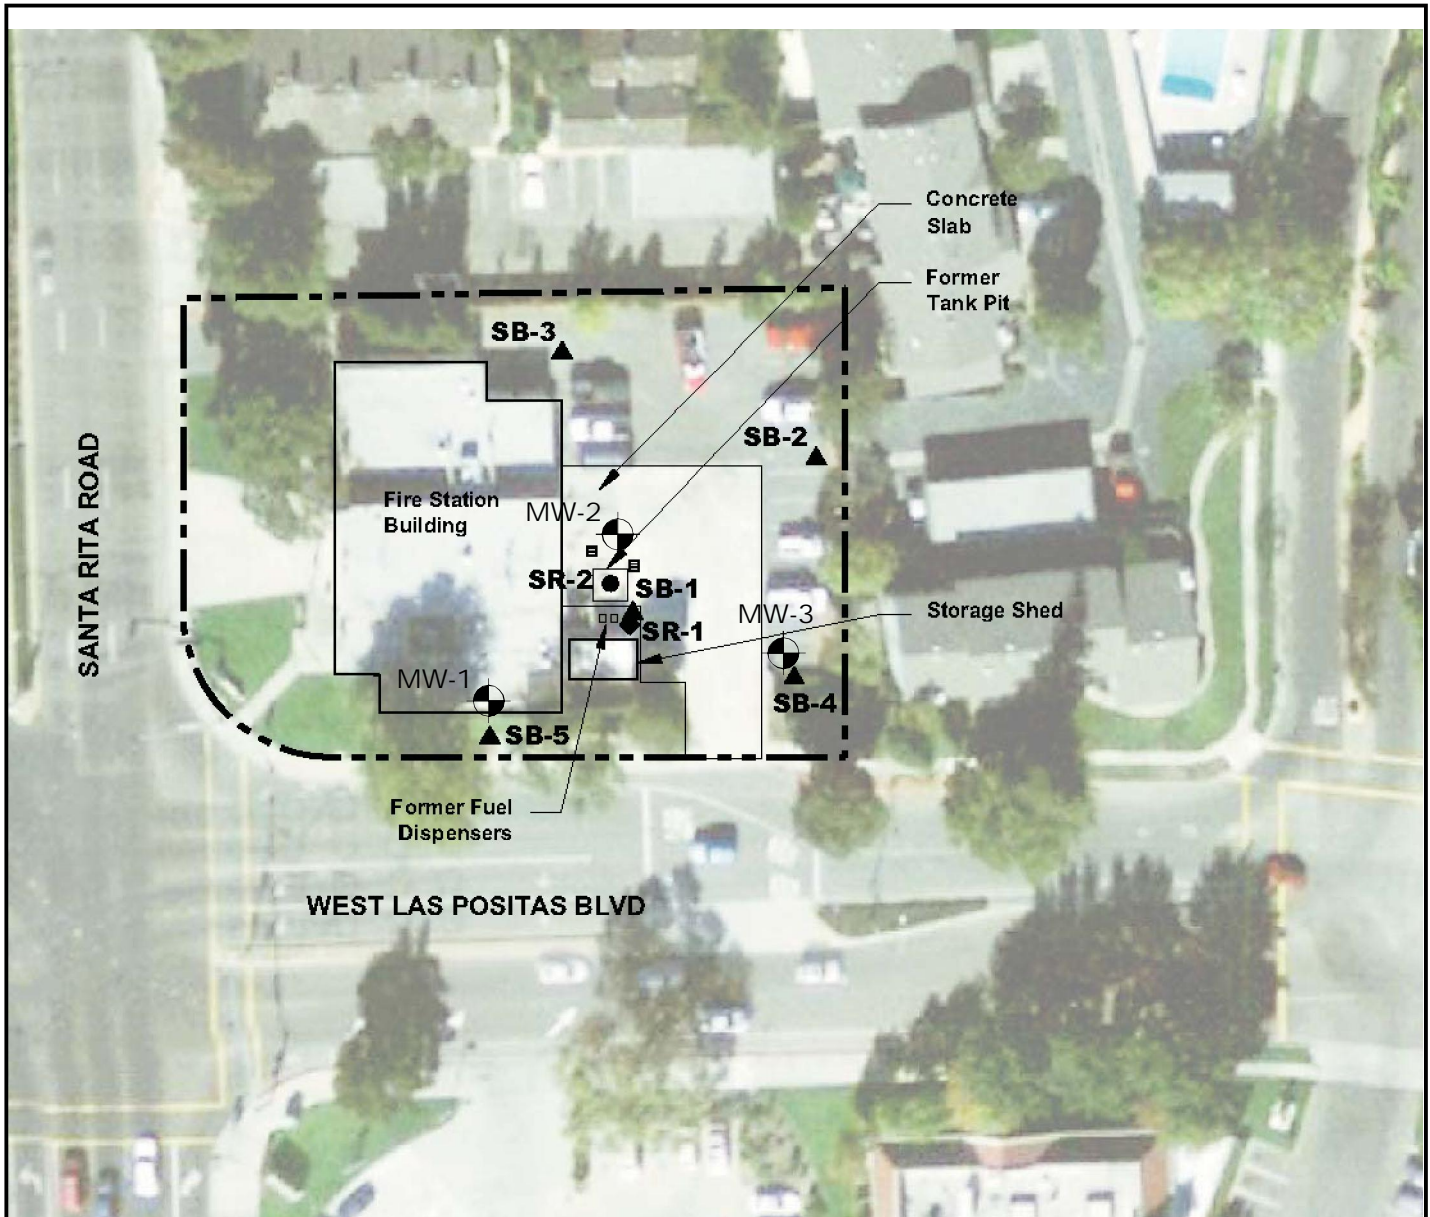 Concrete
Slab
Former
Tank Pit
SB-3
SB-2
Fire Station
Building
MW-2
SR-2
SB-1
SR-1
MW-3
Storage Shed
MW-1
SB-4
SB-5
Former Fuel
Dispensers
SANTA RITA ROAD
WEST LAS POSITAS BLVD